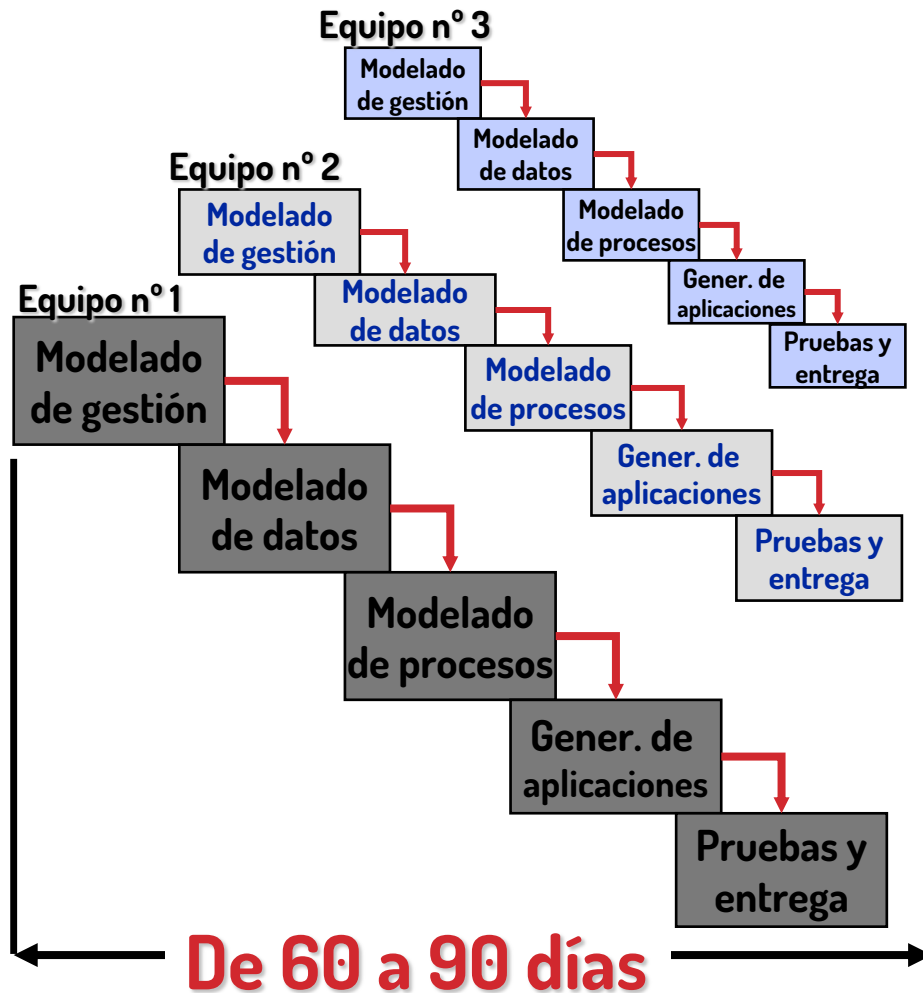 Equipo nº 3
Modelado
de gestión
Modelado
de datos
Modelado
de procesos
Gener. de
aplicaciones
Pruebas y
entrega
Equipo nº 2
Modelado
de gestión
Modelado
de datos
Modelado
de procesos
Gener. de
aplicaciones
Pruebas y
entrega
Equipo nº 1
Modelado
de gestión
Modelado
de datos
Modelado
de procesos
Gener. de
aplicaciones
Pruebas y
entrega
De 60 a 90 días